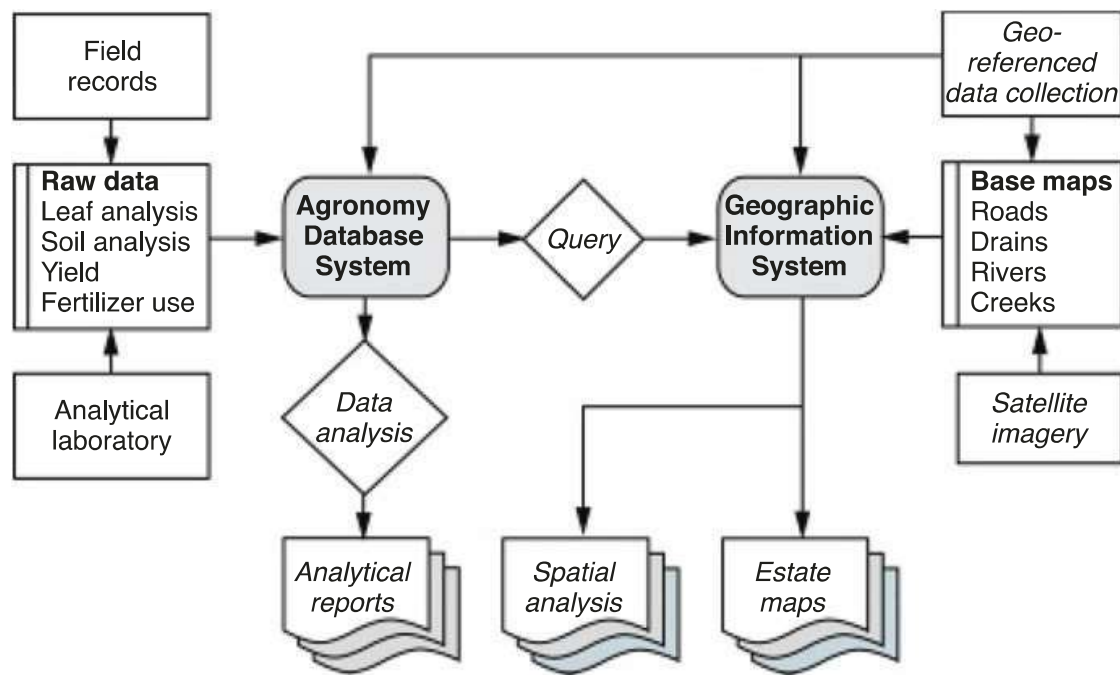 Field
records
Geo-
referenced
data collection
Raw data
Leaf analysis
Soil analysis
Yield
Fertilizer use
Agronomy
Database
System
Query
Geographic
Information
System
Base maps
Roads
Drains
Rivers
Creeks
Analytical
laboratory
Data
analysis
Satellite
imagery
Analytical
reports
Spatial
analysis
Estate
maps